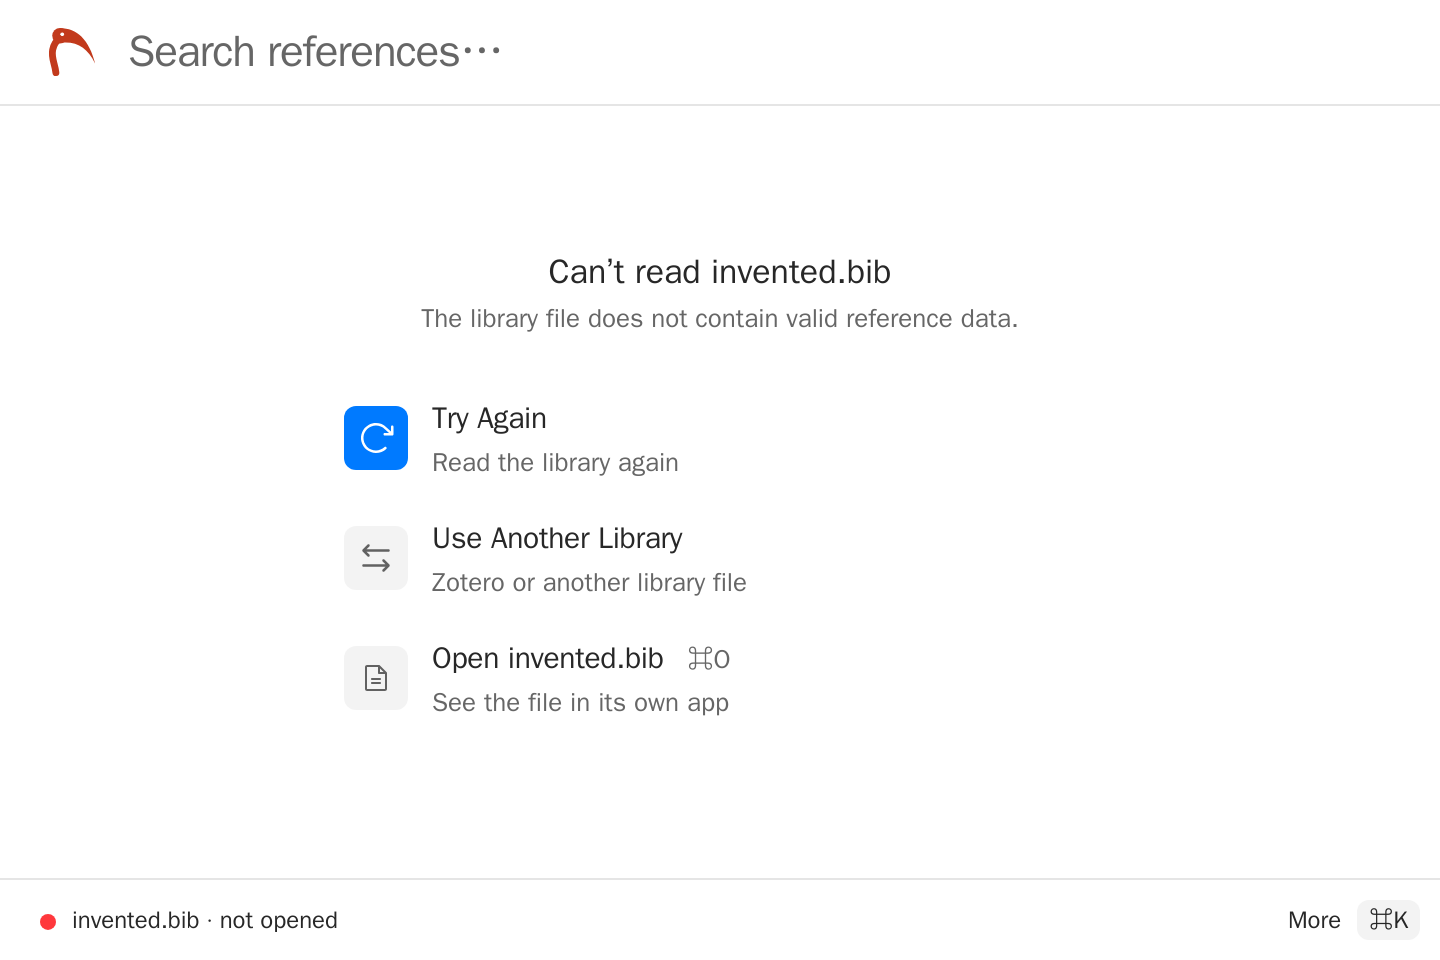 Search references…
Can’t read invented.bib
The library file does not contain valid reference data.
Try Again
Read the library again
Use Another Library
Zotero or another library file
Open invented.bib ⌘O
See the file in its own app
invented.bib · not opened
More ⌘K